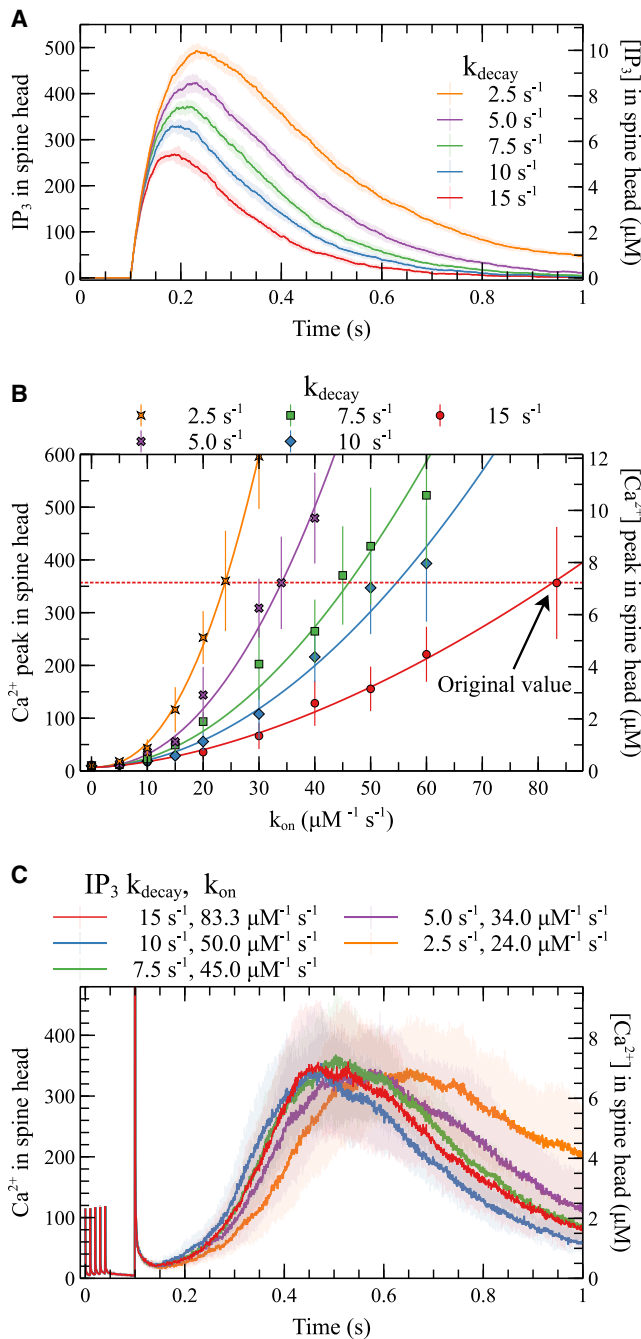 A
500
400
300
200
100
0
IP₃ in spine head
k_decay
2.5 s⁻¹
5.0 s⁻¹
7.5 s⁻¹
10 s⁻¹
15 s⁻¹
10
8
6
4
2
0
[IP₃] in spine head (μM)
0 0.2 0.4 0.6 0.8 1
Time (s)
B
k_decay
2.5 s⁻¹ 7.5 s⁻¹ 15 s⁻¹
5.0 s⁻¹ 10 s⁻¹
600
500
400
300
200
100
0
Ca²⁺ peak in spine head
Original value
12
10
8
6
4
2
0
[Ca²⁺] peak in spine head (μM)
0 10 20 30 40 50 60 70 80
k_on (μM⁻¹ s⁻¹)
C
IP₃ k_decay, k_on
15 s⁻¹, 83.3 μM⁻¹ s⁻¹ 5.0 s⁻¹, 34.0 μM⁻¹ s⁻¹
10 s⁻¹, 50.0 μM⁻¹ s⁻¹ 2.5 s⁻¹, 24.0 μM⁻¹ s⁻¹
7.5 s⁻¹, 45.0 μM⁻¹ s⁻¹
400
300
200
100
0
Ca²⁺ in spine head
8
6
4
2
0
[Ca²⁺] in spine head (μM)
0 0.2 0.4 0.6 0.8 1
Time (s)